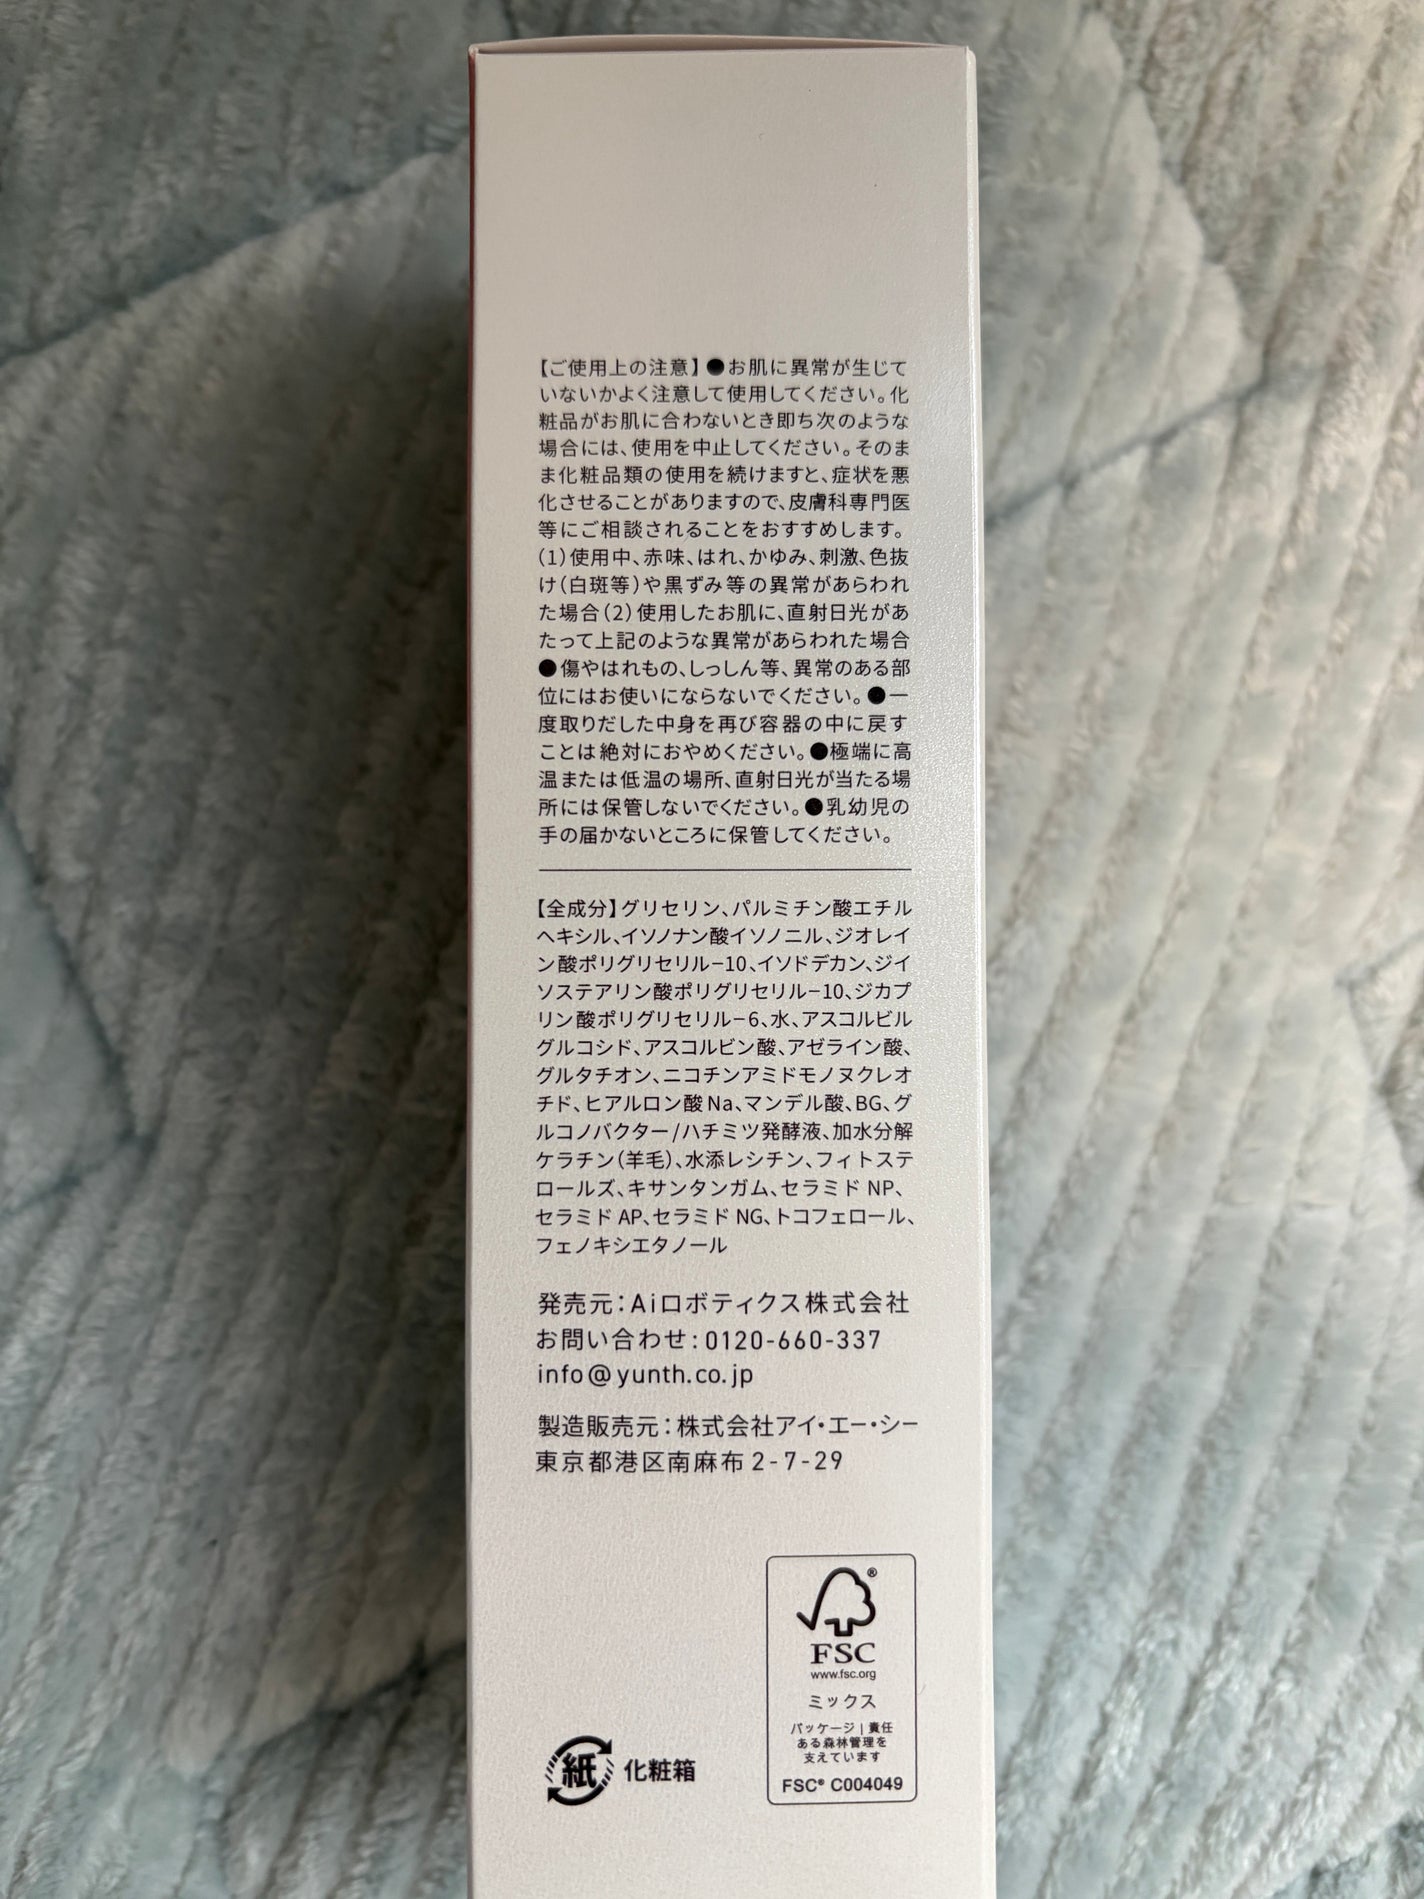 【ご使用上の注意】●お肌に異常が生じて
いないかよく注意して使用してください。化
粧品がお肌に合わないとき即ち次のような
場合には、使用を中止してください。そのま
ま化粧品類の使用を続けますと、症状を悪
化させることがありますので、皮膚科専門医
等にご相談されることをおすすめします。
(1)使用中、赤味、はれ、かゆみ、刺激、色抜
け(白斑等)や黒ずみ等の異常があらわれ
た場合(2)使用したお肌に、直射日光があ
たって上記のような異常があらわれた場合
●傷やはれもの、しっしん等、異常のある部
位にはお使いにならないでください。●一
度取りだした中身を再び容器の中に戻す
ことは絶対におやめください。●極端に高
温または低温の場所、直射日光が当たる場
所には保管しないでください。●乳幼児の
手の届かないところに保管してください。
【全成分】グリセリン、パルミチン酸エチル
ヘキシル、イソノナン酸イソノニル、ジオレイ
ン酸ポリグリセリル−10、イソドデカン、ジイ
ソステアリン酸ポリグリセリル−10、ジカプ
リン酸ポリグリセリル−6、水、アスコルビル
グルコシド、アスコルビン酸、アゼライン酸、
グルタチオン、ニコチンアミドモノヌクレオ
チド、ヒアルロン酸Na、マンデル酸、BG、グ
ルコノバクター/ハチミツ発酵液、加水分解
ケラチン(羊毛)、水添レシチン、フィトステ
ロールズ、キサンタンガム、セラミド NP、
セラミド AP、セラミド NG、トコフェロール、
フェノキシエタノール
発売元：Aiロボティクス株式会社
お問い合わせ：0120-660-337
info@yunth.co.jp
製造販売元：株式会社アイ・エー・シー
東京都港区南麻布 2-7-29
®
FSC
www.fsc.org
ミックス
パッケージ｜責任
ある森林管理を
支えています
FSC® C004049
紙 化粧箱